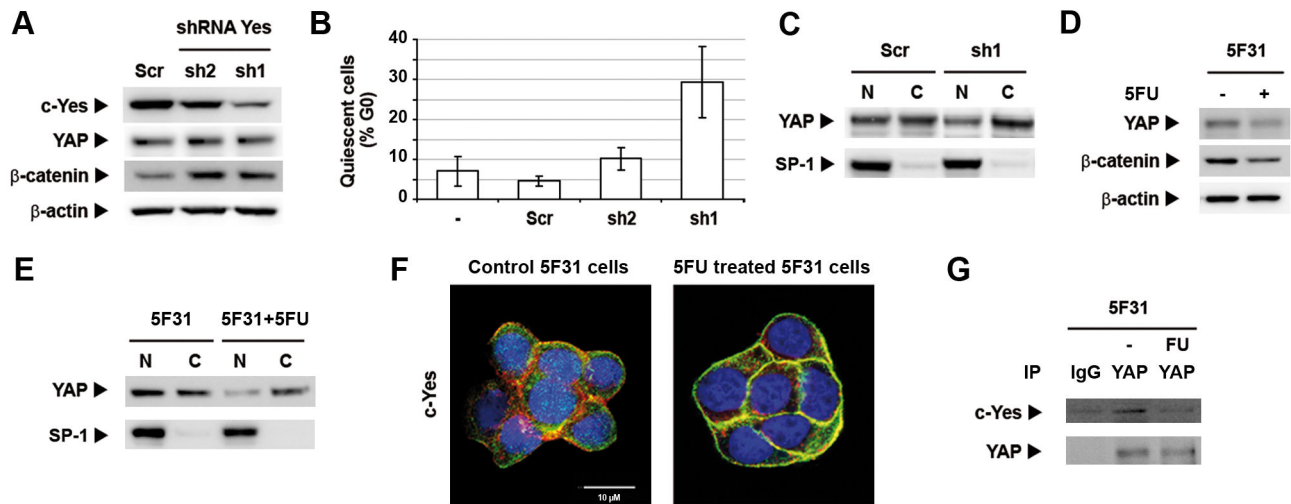 A
shRNA Yes
Scr sh2 sh1
c-Yes
YAP
β-catenin
β-actin
B
Quiescent cells
(% G0)
40
30
20
10
0
- Scr sh2 sh1
C
Scr sh1
N C N C
YAP
SP-1
D
5F31
5FU - +
YAP
β-catenin
β-actin
E
5F31 5F31+5FU
N C N C
YAP
SP-1
F
Control 5F31 cells 5FU treated 5F31 cells
c-Yes
10 µM
G
5F31
- FU
IP IgG YAP YAP
c-Yes
YAP